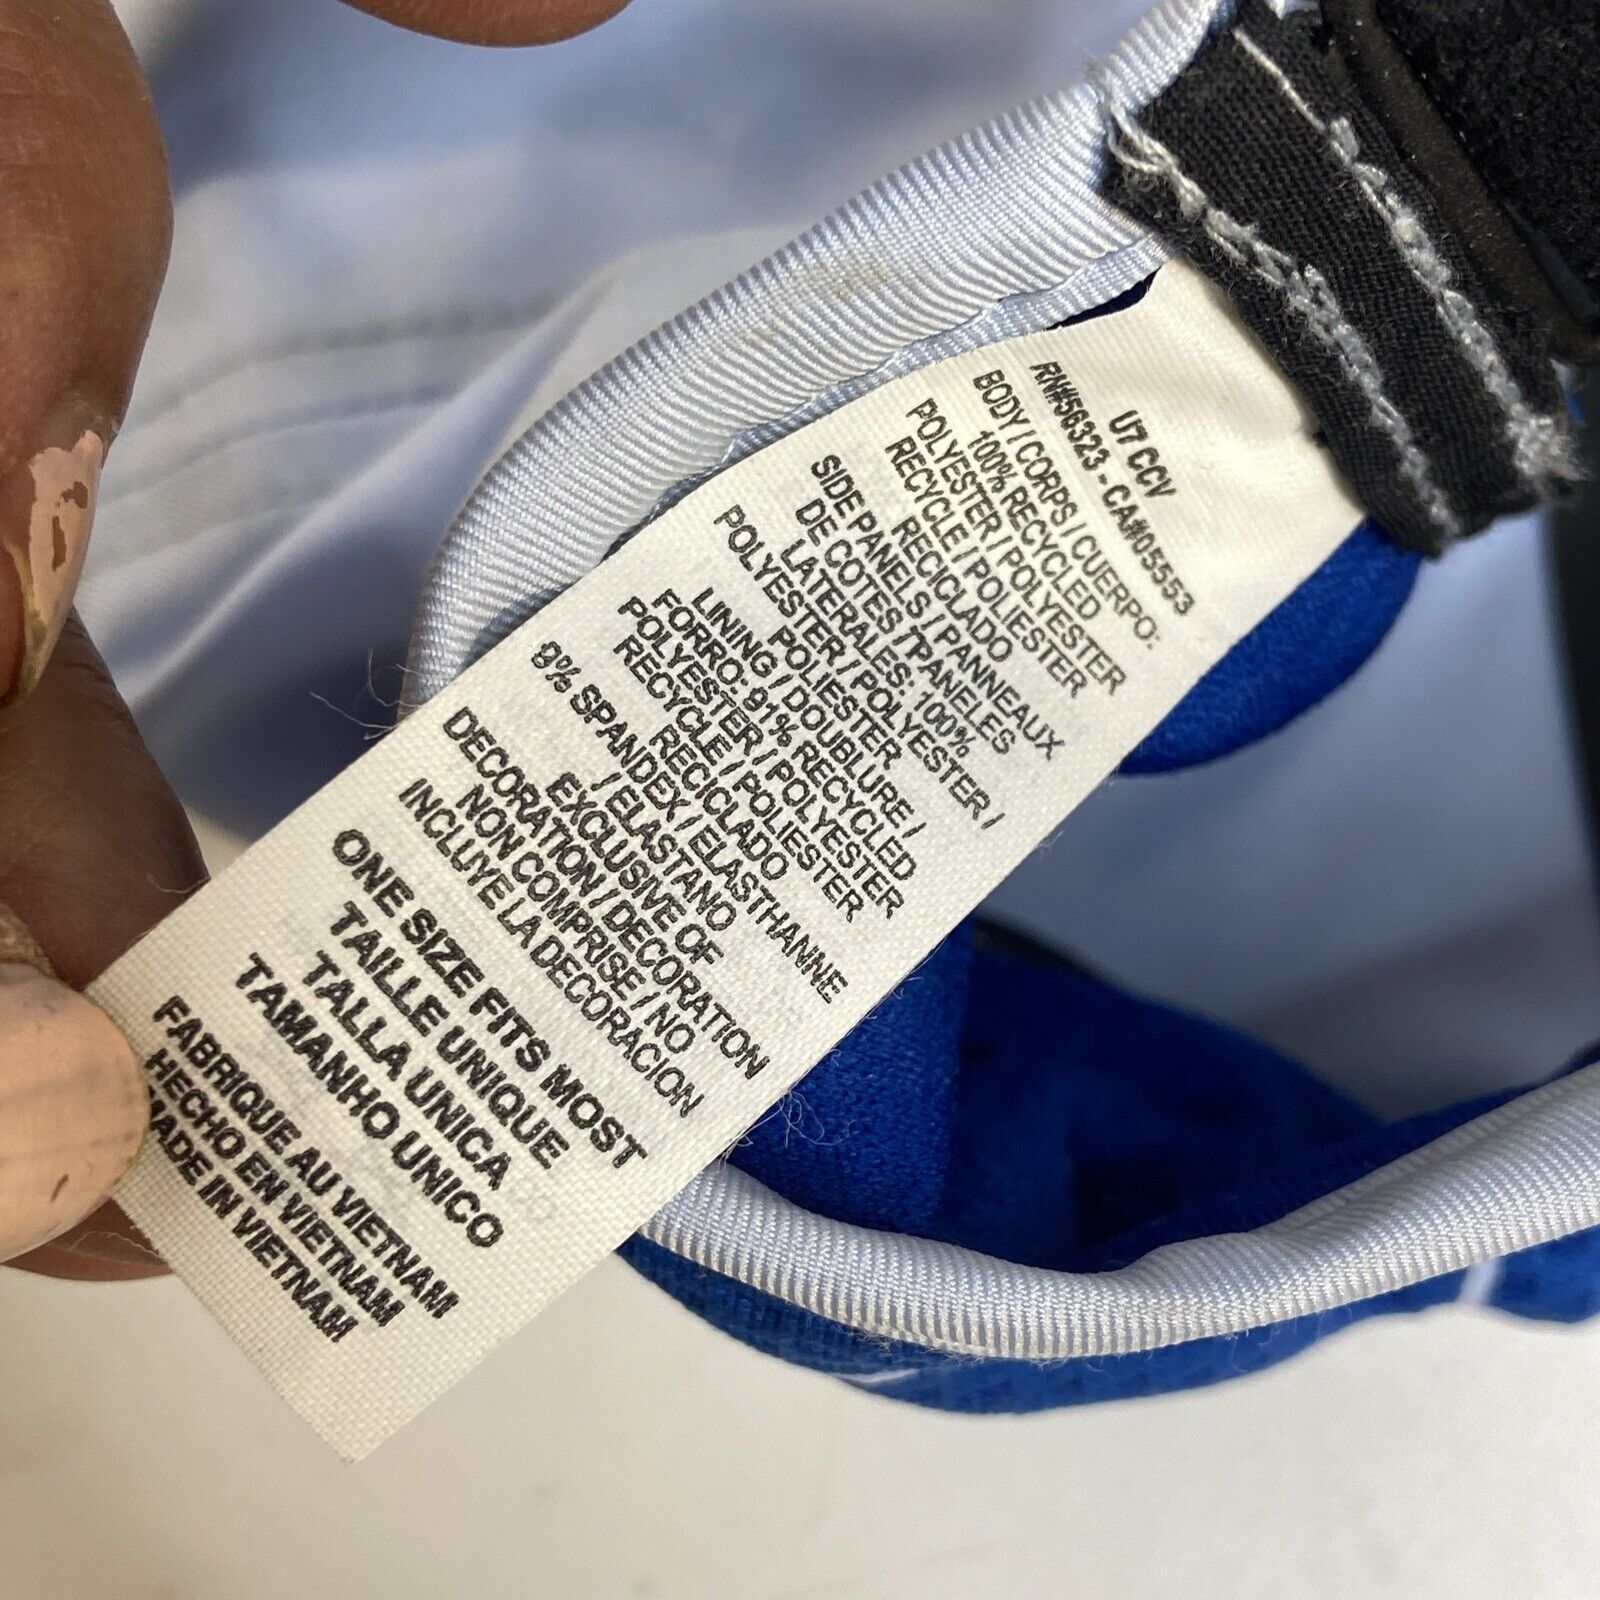 U7 CCV
RN#56323 - CA#05553
BODY / CORPS / CUERPO:
100% RECYCLED
POLYESTER / POLYESTER
RECYCLE / POLIESTER
RECICLADO
SIDE PANELS / PANNEAUX
DE COTES / PANELES
LATERALES: 100%
POLYESTER / POLYESTER /
POLIESTER
LINING / DOUBLURE /
FORRO: 91% RECYCLED
POLYESTER / POLYESTER
RECYCLE / POLIESTER
RECICLADO
9% SPANDEX / ELASTHANNE
/ ELASTANO
EXCLUSIVE OF
DECORATION / DECORATION
NON COMPRISE / NO
INCLUYE LA DECORACION
ONE SIZE FITS MOST
TAILLE UNIQUE
TALLA UNICA
TAMANHO UNICO
FABRIQUE AU VIETNAM
HECHO EN VIETNAM
MADE IN VIETNAM